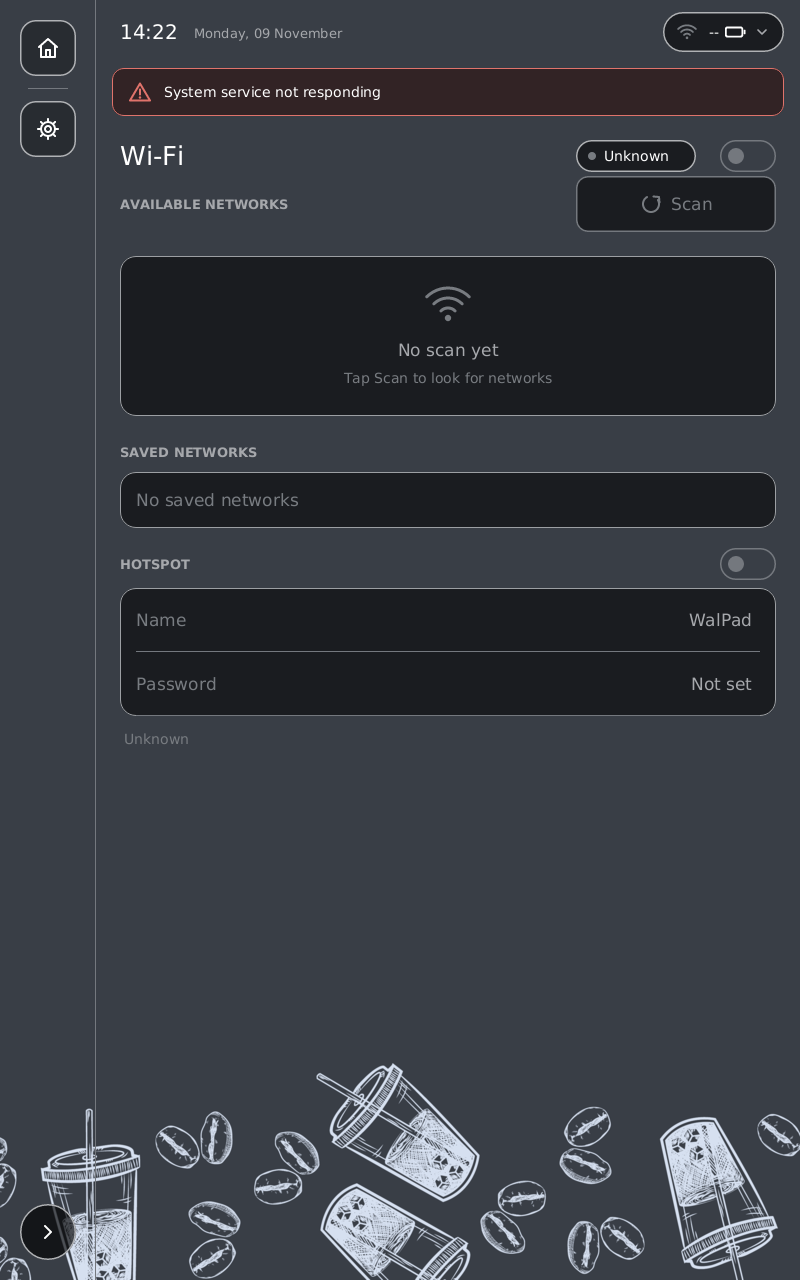 14:22 Monday, 09 November --
System service not responding
Wi-Fi Unknown
AVAILABLE NETWORKS Scan
No scan yet
Tap Scan to look for networks
SAVED NETWORKS
No saved networks
HOTSPOT
Name WalPad
Password Not set
Unknown